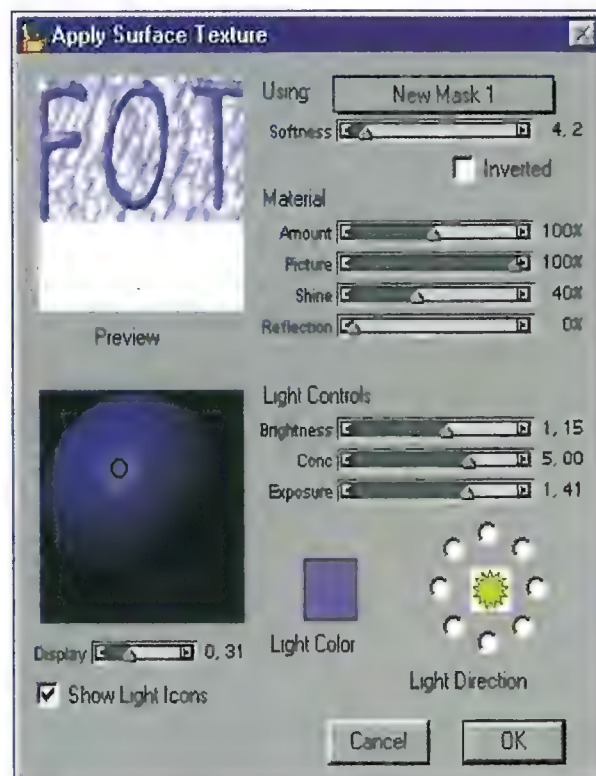 Apply Surface Texture
FOT
Preview
Using: New Mask 1
Softness 4, 2
Inverted
Material
Amount 100%
Picture 100%
Shine 40%
Reflection 0%
Light Controls
Brightness 1, 15
Conc 5, 00
Exposure 1, 41
Display 0, 31
Show Light Icons
Light Color
Light Direction
Cancel
OK